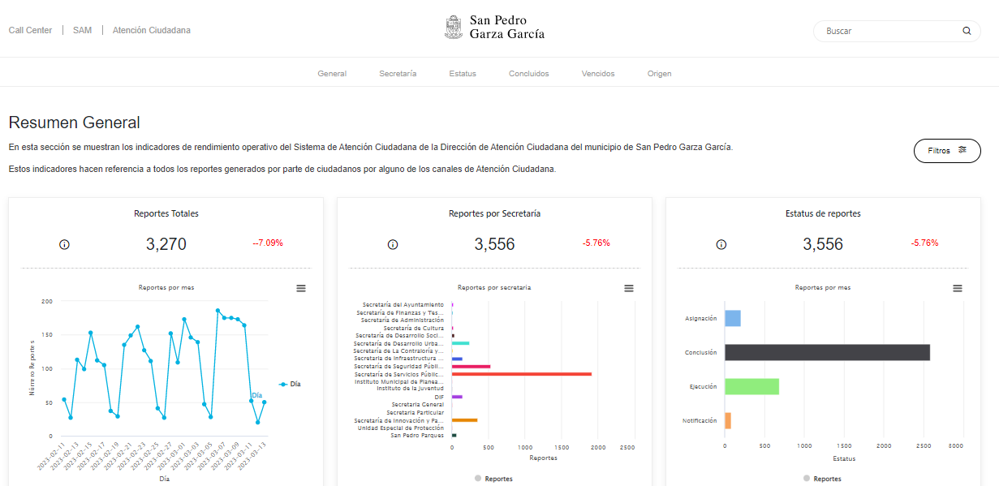 Call Center | SAM | Atención Ciudadana
San Pedro
Garza García
Buscar
General Secretaría Estatus Concluidos Vencidos Origen
Resumen General
En esta sección se muestran los indicadores de rendimiento operativo del Sistema de Atención Ciudadana de la Dirección de Atención Ciudadana del municipio de San Pedro Garza García.
Estos indicadores hacen referencia a todos los reportes generados por parte de ciudadanos por alguno de los canales de Atención Ciudadana.
Filtros
Reportes Totales
3,270
--7.09%
Reportes por mes
Número Reportes
200
150
100
50
0
Día
Día
2023-02-11
2023-02-13
2023-02-15
2023-02-17
2023-02-19
2023-02-21
2023-02-23
2023-02-25
2023-02-27
2023-03-01
2023-03-03
2023-03-05
2023-03-07
2023-03-09
2023-03-11
2023-03-13
Día
Reportes por Secretaría
3,556
-5.76%
Reportes por secretaria
Secretaría del Ayuntamiento
Secretaría de Finanzas y Tes...
Secretaría de Administración
Secretaría de Cultura
Secretaría de Desarrollo Soci...
Secretaría de Desarrollo Urba...
Secretaría de La Contraloría y...
Secretaria de Infraestructura ...
Secretaría de Seguridad Públi...
Secretaría de Servicios Públic...
Instituto Municipal de Planea...
Instituto de la Juventud
DIF
Secretaria General
Secretaria Particular
Secretaría de Innovación y Pa...
Unidad Especial de Protección
San Pedro Parques
0 500 1000 1500 2000 2500
Reportes
Reportes
Estatus de reportes
3,556
-5.76%
Reportes por mes
Asignación
Conclusión
Ejecución
Notificación
0 500 1000 1500 2000 2500 3000
Estatus
Reportes